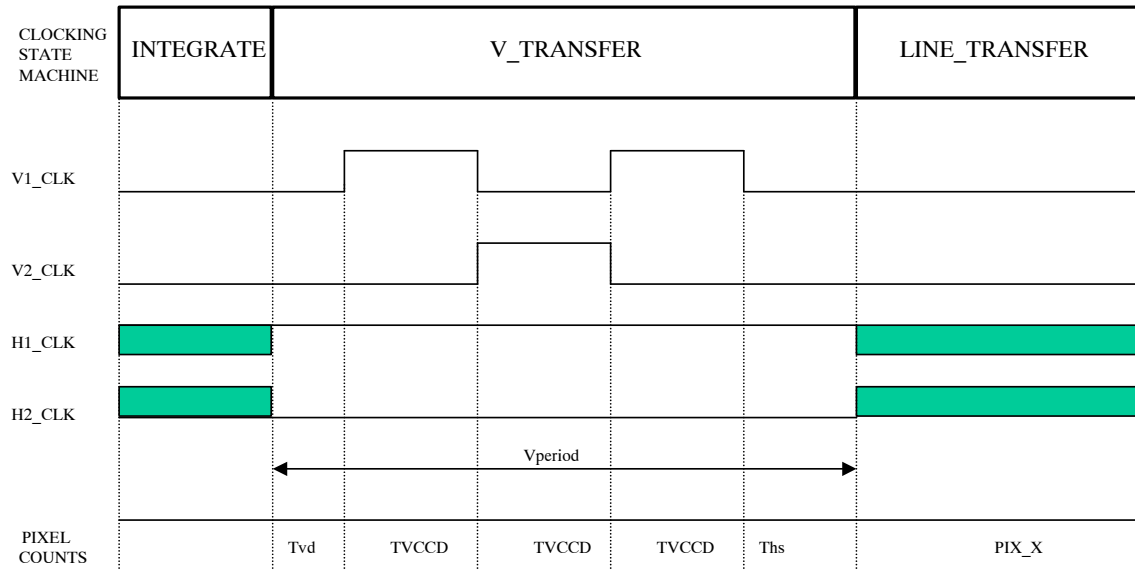 CLOCKING
STATE
MACHINE
INTEGRATE
V_TRANSFER
LINE_TRANSFER
V1_CLK
V2_CLK
H1_CLK
H2_CLK
Vperiod
PIXEL
COUNTS
Tvd
TVCCD
TVCCD
TVCCD
Ths
PIX_X